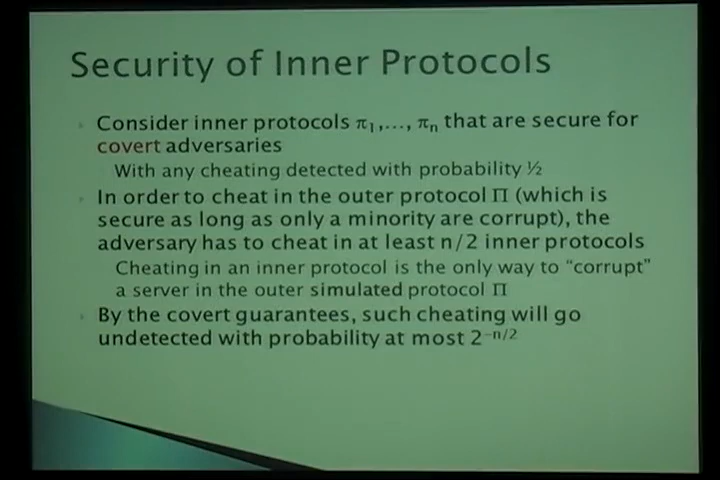 Security of Inner Protocols
Consider inner protocols π₁,..., πₙ that are secure for
covert adversaries
With any cheating detected with probability ½
In order to cheat in the outer protocol Π (which is
secure as long as only a minority are corrupt), the
adversary has to cheat in at least n/2 inner protocols
Cheating in an inner protocol is the only way to “corrupt”
a server in the outer simulated protocol Π
By the covert guarantees, such cheating will go
undetected with probability at most 2⁻ⁿ/²